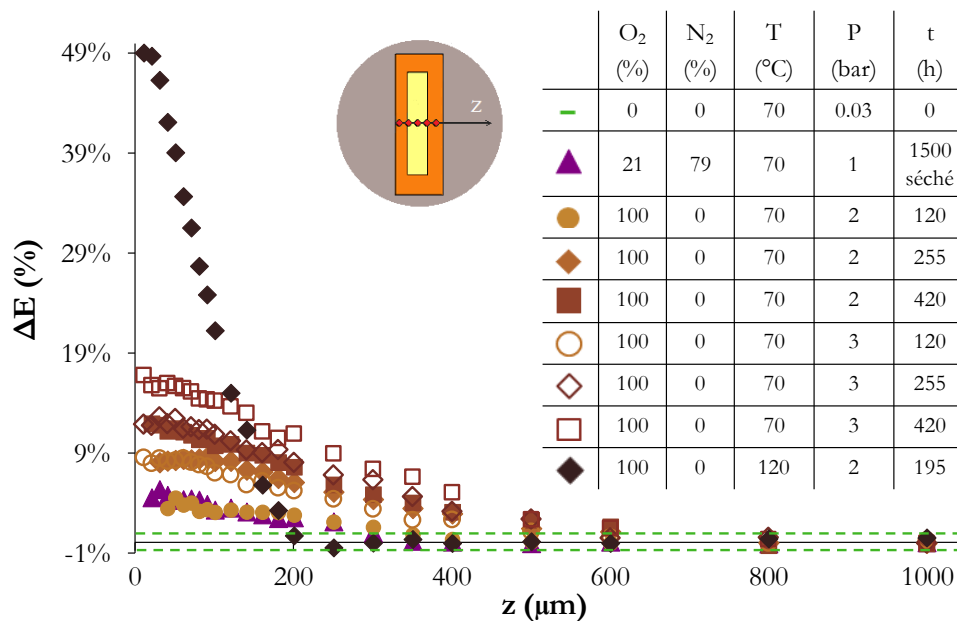 49%
39%
29%
19%
9%
-1%
ΔE (%)
0 200 400 600 800 1000
z (µm)
z
O₂ N₂ T P t
(%) (%) (°C) (bar) (h)
0 0 70 0.03 0
21 79 70 1 1500 séché
100 0 70 2 120
100 0 70 2 255
100 0 70 2 420
100 0 70 3 120
100 0 70 3 255
100 0 70 3 420
100 0 120 2 195